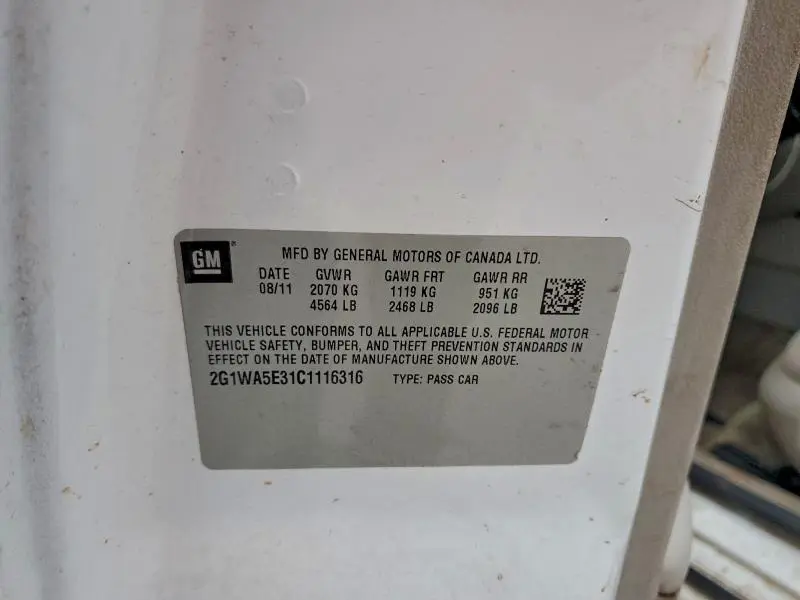 GM
MFD BY GENERAL MOTORS OF CANADA LTD.
DATE GVWR GAWR FRT GAWR RR
08/11 2070 KG 1119 KG 951 KG
4564 LB 2468 LB 2096 LB
THIS VEHICLE CONFORMS TO ALL APPLICABLE U.S. FEDERAL MOTOR
VEHICLE SAFETY, BUMPER, AND THEFT PREVENTION STANDARDS IN
EFFECT ON THE DATE OF MANUFACTURE SHOWN ABOVE.
2G1WA5E31C1116316 TYPE: PASS CAR